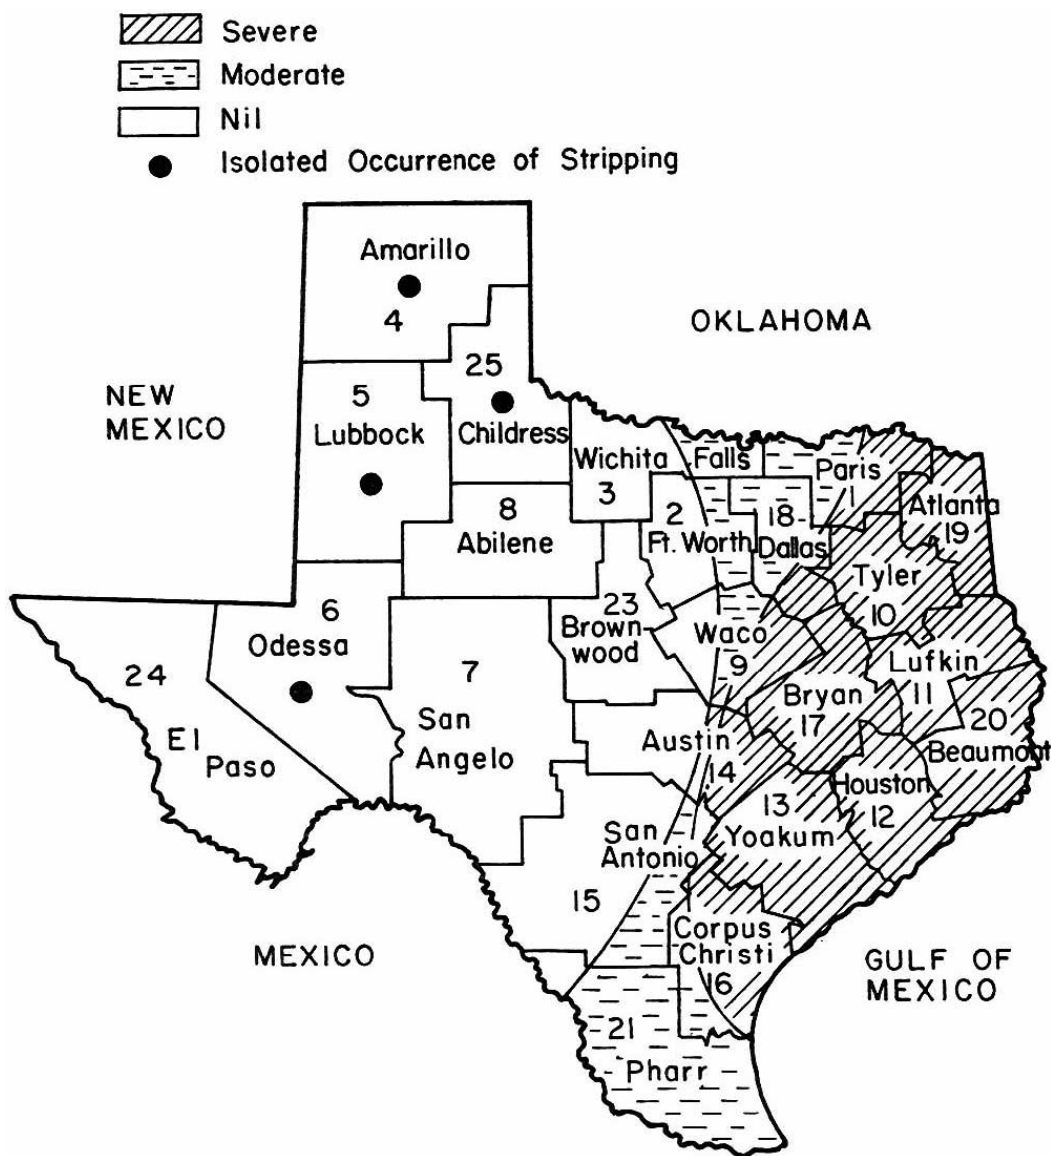 Severe
Moderate
Nil
Isolated Occurrence of Stripping
Amarillo
4
OKLAHOMA
NEW
MEXICO
25
Childress
5
Lubbock
Wichita
3
Falls
Paris
1
Atlanta
19
8
Abilene
2
Ft. Worth
18
Dallas
Tyler
10
6
Odessa
23
Brown
wood
Waco
9
Lufkin
11
24
El
Paso
7
San
Angelo
Bryan
17
20
Beaumont
Austin
14
Houston
12
13
Yoakum
San
Antonio
15
Corpus
Christi
16
MEXICO
GULF OF
MEXICO
21
Pharr